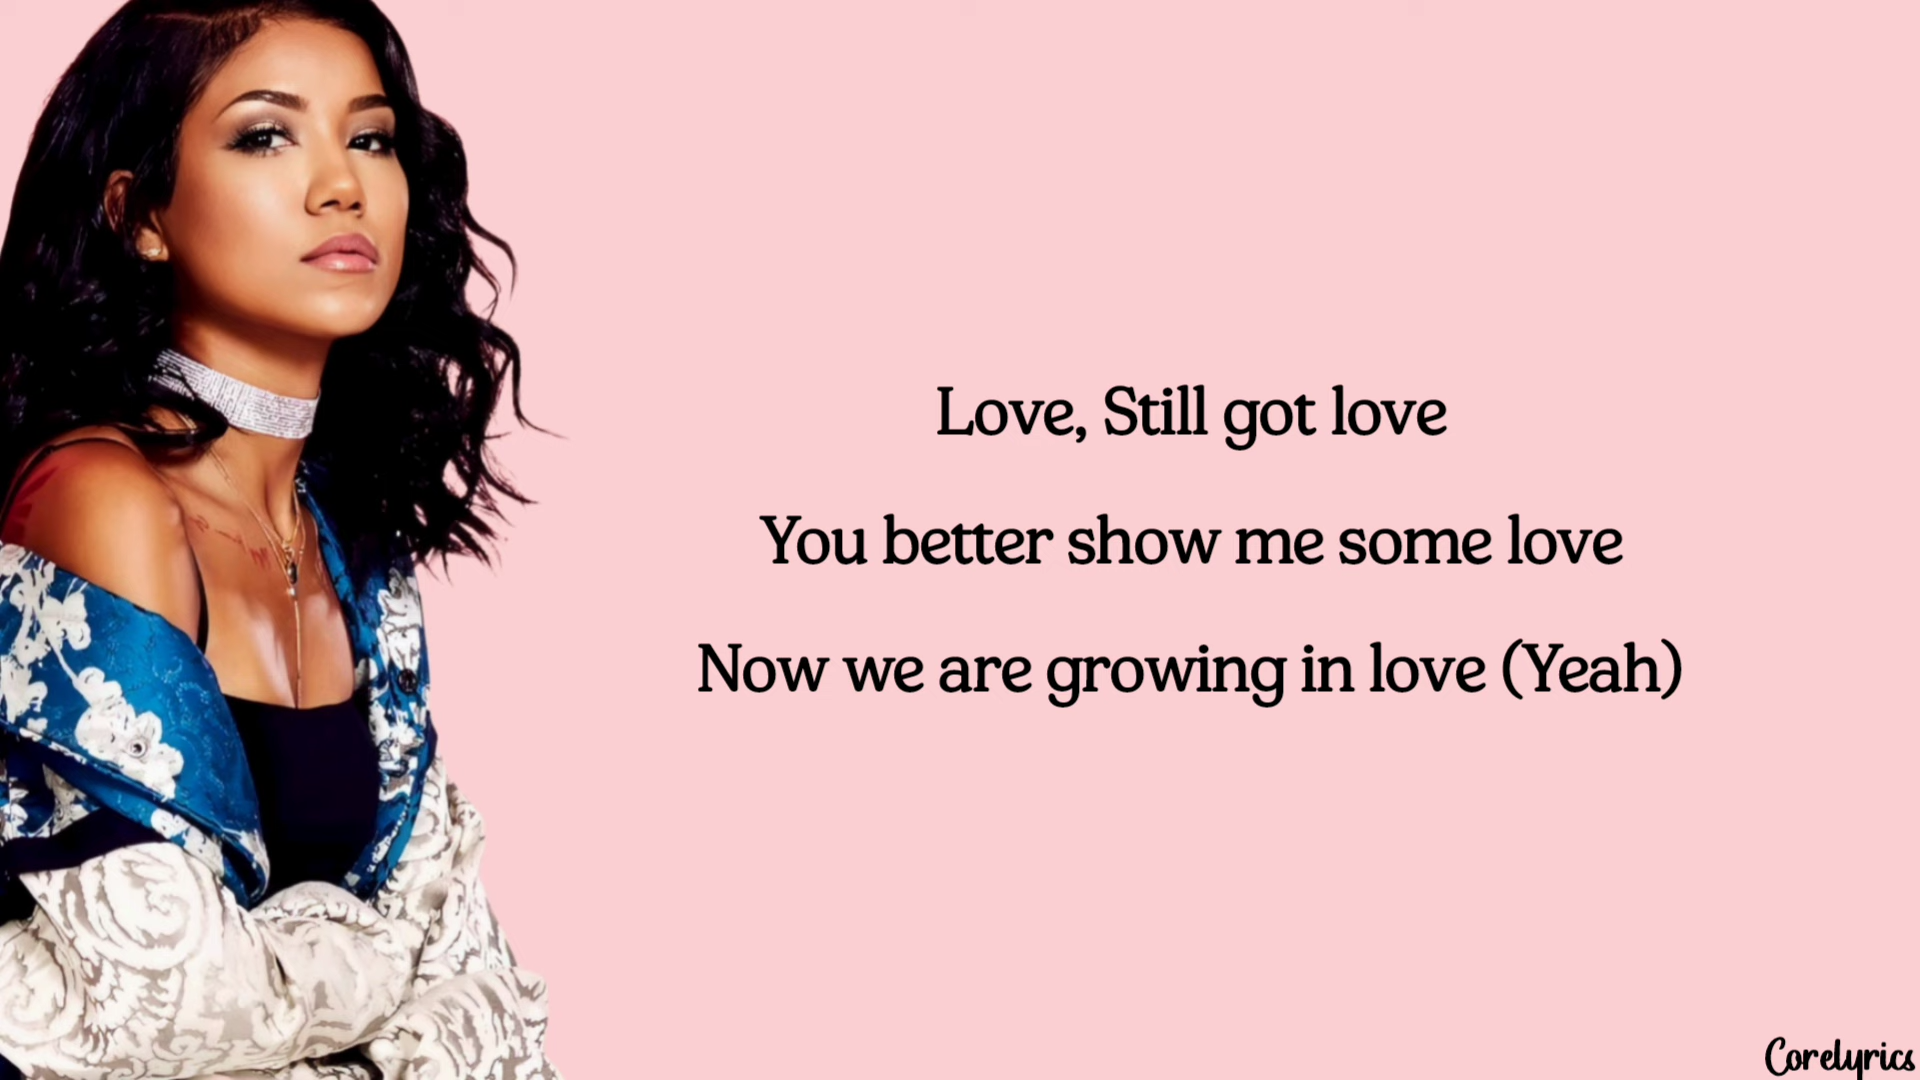 Love, Still got love
You better show me some love
Now we are growing in love (Yeah)
Corelyrics